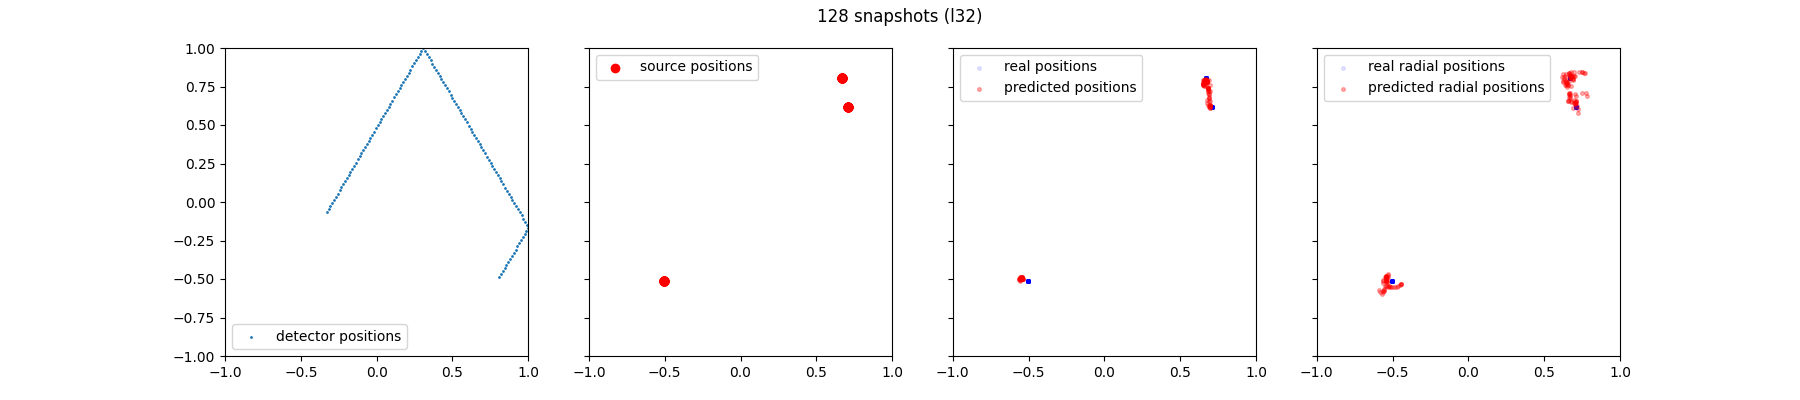 128 snapshots (l32)
1.00
0.75
0.50
0.25
0.00
−0.25
−0.50
−0.75
−1.00
detector positions
−1.0 −0.5 0.0 0.5 1.0
source positions
−1.0 −0.5 0.0 0.5 1.0
real positions
predicted positions
−1.0 −0.5 0.0 0.5 1.0
real radial positions
predicted radial positions
−1.0 −0.5 0.0 0.5 1.0